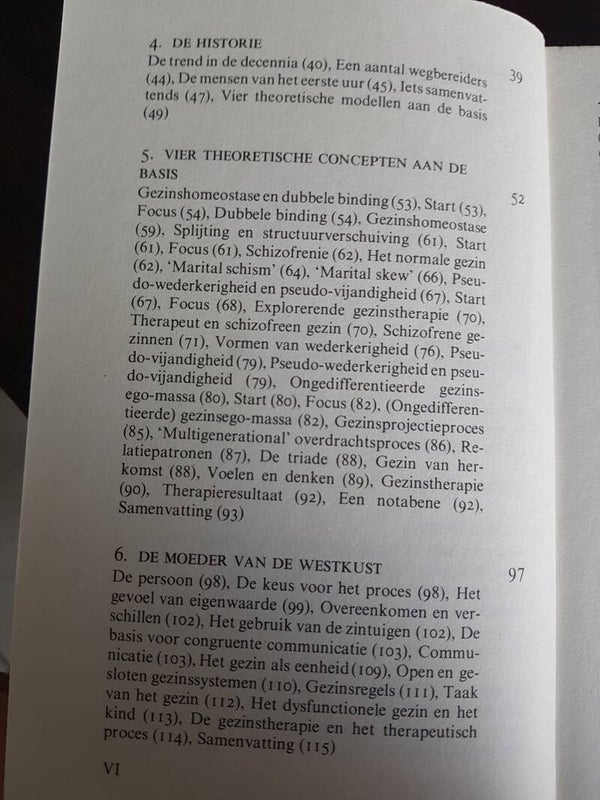 4. DE HISTORIE
De trend in de decennia (40), Een aantal wegbereiders 39
(44), De mensen van het eerste uur (45), Iets samenvat-
tends (47), Vier theoretische modellen aan de basis
(49)
5. VIER THEORETISCHE CONCEPTEN AAN DE
BASIS 52
Gezinshomeostase en dubbele binding (53), Start (53),
Focus (54), Dubbele binding (54), Gezinshomeostase
(59), Splijting en structuurverschuiving (61), Start
(61), Focus (61), Schizofrenie (62), Het normale gezin
(62), ‘Marital schism’ (64), ‘Marital skew’ (66), Pseu-
do-wederkerigheid en pseudo-vijandigheid (67), Start
(67), Focus (68), Explorerende gezinstherapie (70),
Therapeut en schizofreen gezin (70), Schizofrene ge-
zinnen (71), Vormen van wederkerigheid (76), Pseu-
do-vijandigheid (79), Pseudo-wederkerigheid en pseu-
do-vijandigheid (79), Ongedifferentieerde gezins-
ego-massa (80), Start (80), Focus (82), (Ongedifferen-
tieerde) gezinsego-massa (82), Gezinsprojectieproces
(85), ‘Multigenerational’ overdrachtsproces (86), Re-
latiepatronen (87), De triade (88), Gezin van her-
komst (88), Voelen en denken (89), Gezinstherapie
(90), Therapieresultaat (92), Een notabene (92),
Samenvatting (93)
6. DE MOEDER VAN DE WESTKUST 97
De persoon (98), De keus voor het proces (98), Het
gevoel van eigenwaarde (99), Overeenkomen en ver-
schillen (102), Het gebruik van de zintuigen (102), De
basis voor congruente communicatie (103), Commu-
nicatie (103), Het gezin als eenheid (109), Open en ge-
sloten gezinssystemen (110), Gezinsregels (111), Taak
van het gezin (112), Het dysfunctionele gezin en het
kind (113), De gezinstherapie en het therapeutisch
proces (114), Samenvatting (115)
VI